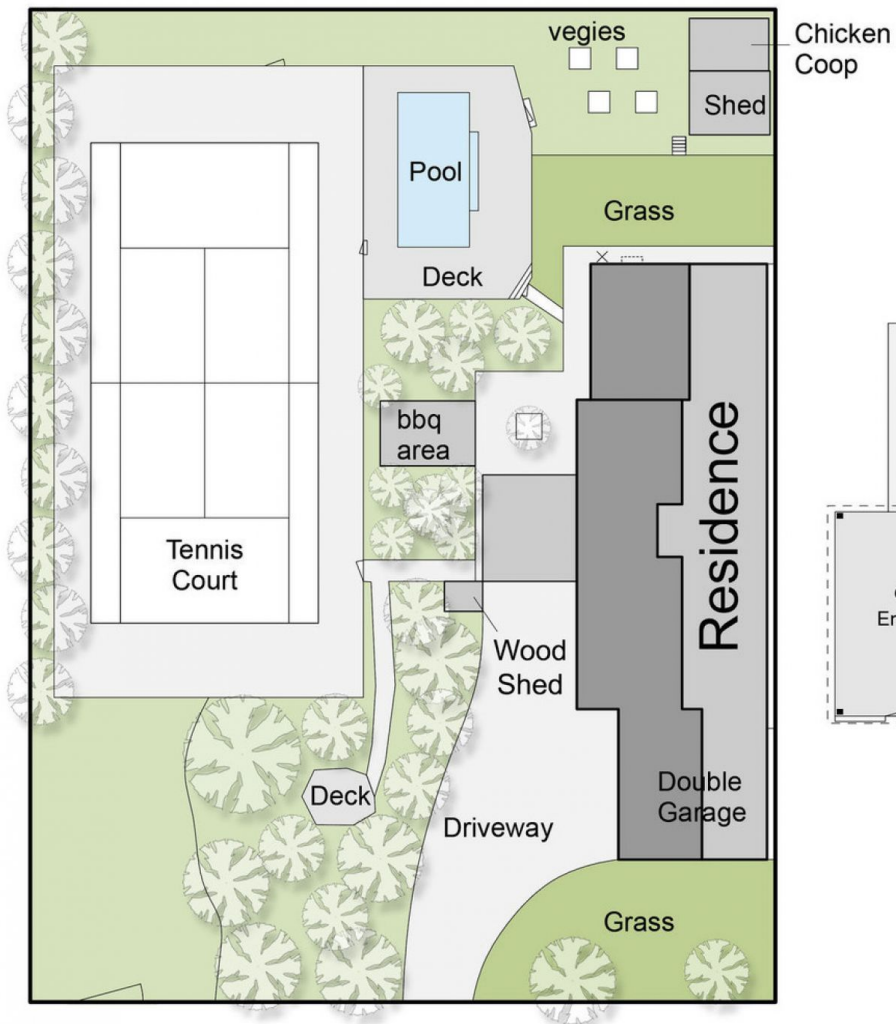 vegies
Chicken
Coop
Shed
Pool
Grass
Deck
bbq
area
Residence
Tennis
Court
Wood
Shed
Deck
Double
Garage
Driveway
Grass